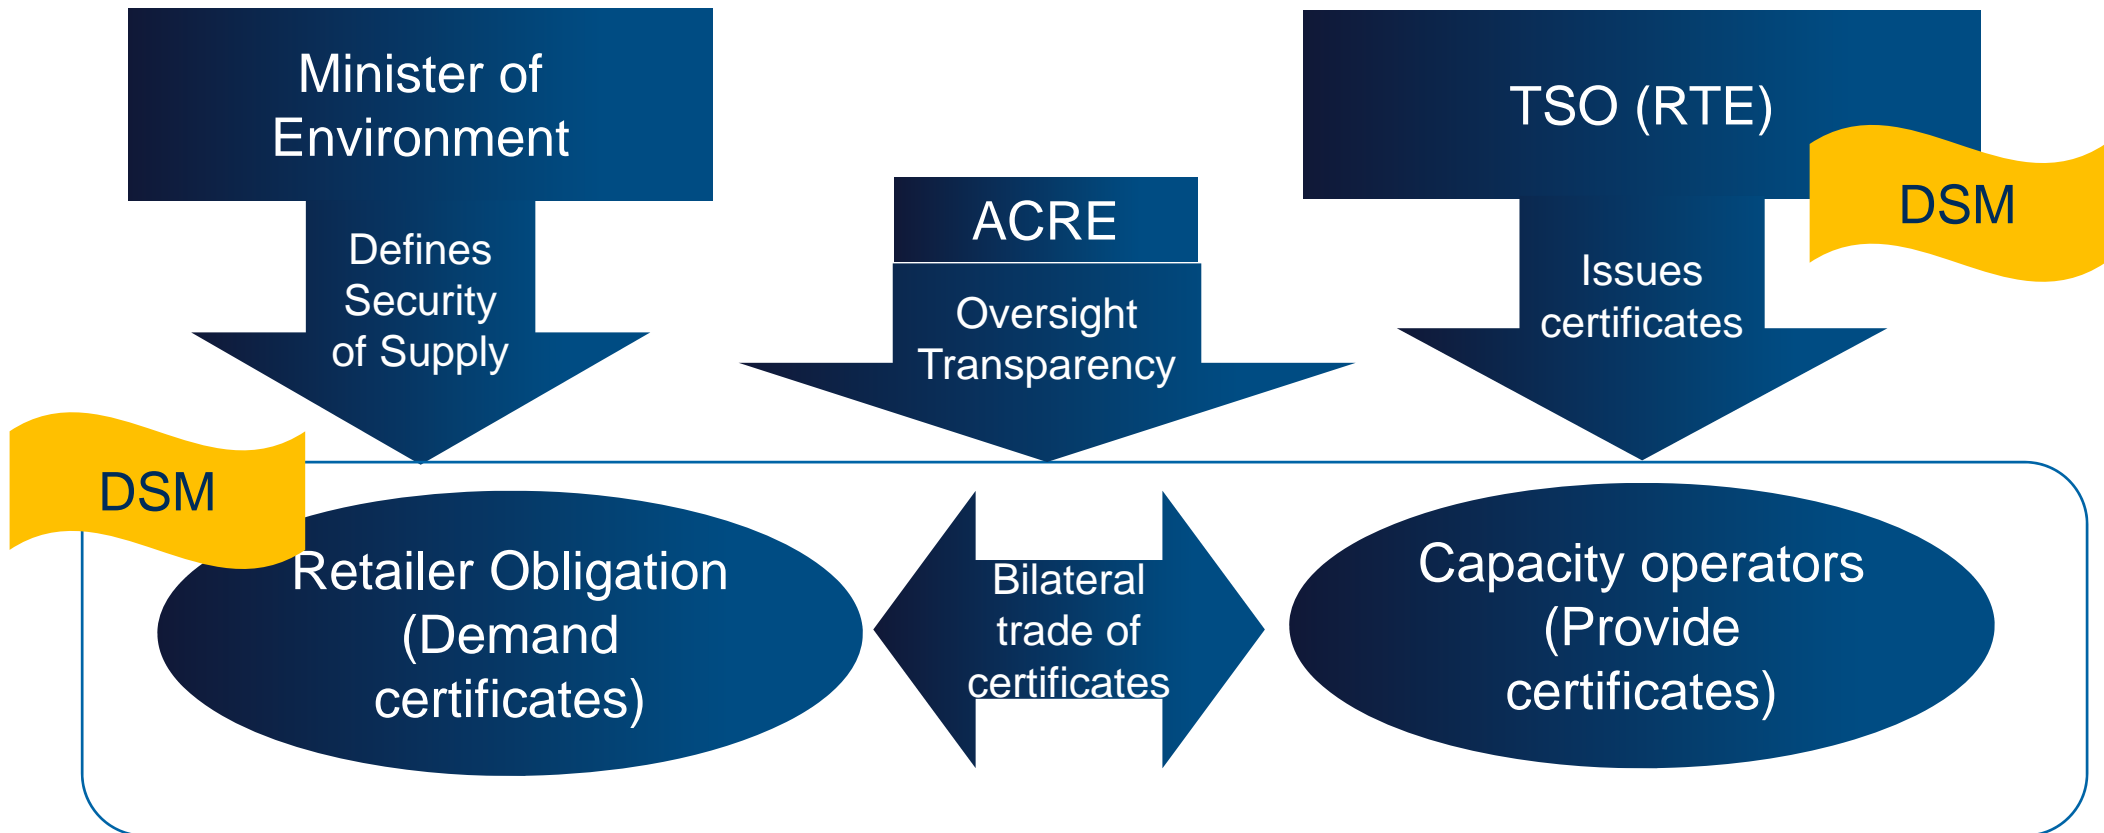 Minister of
Environment
TSO (RTE)
DSM
ACRE
Defines
Security
of Supply
Oversight
Transparency
Issues
certificates
DSM
Retailer Obligation
(Demand
certificates)
Bilateral
trade of
certificates
Capacity operators
(Provide
certificates)